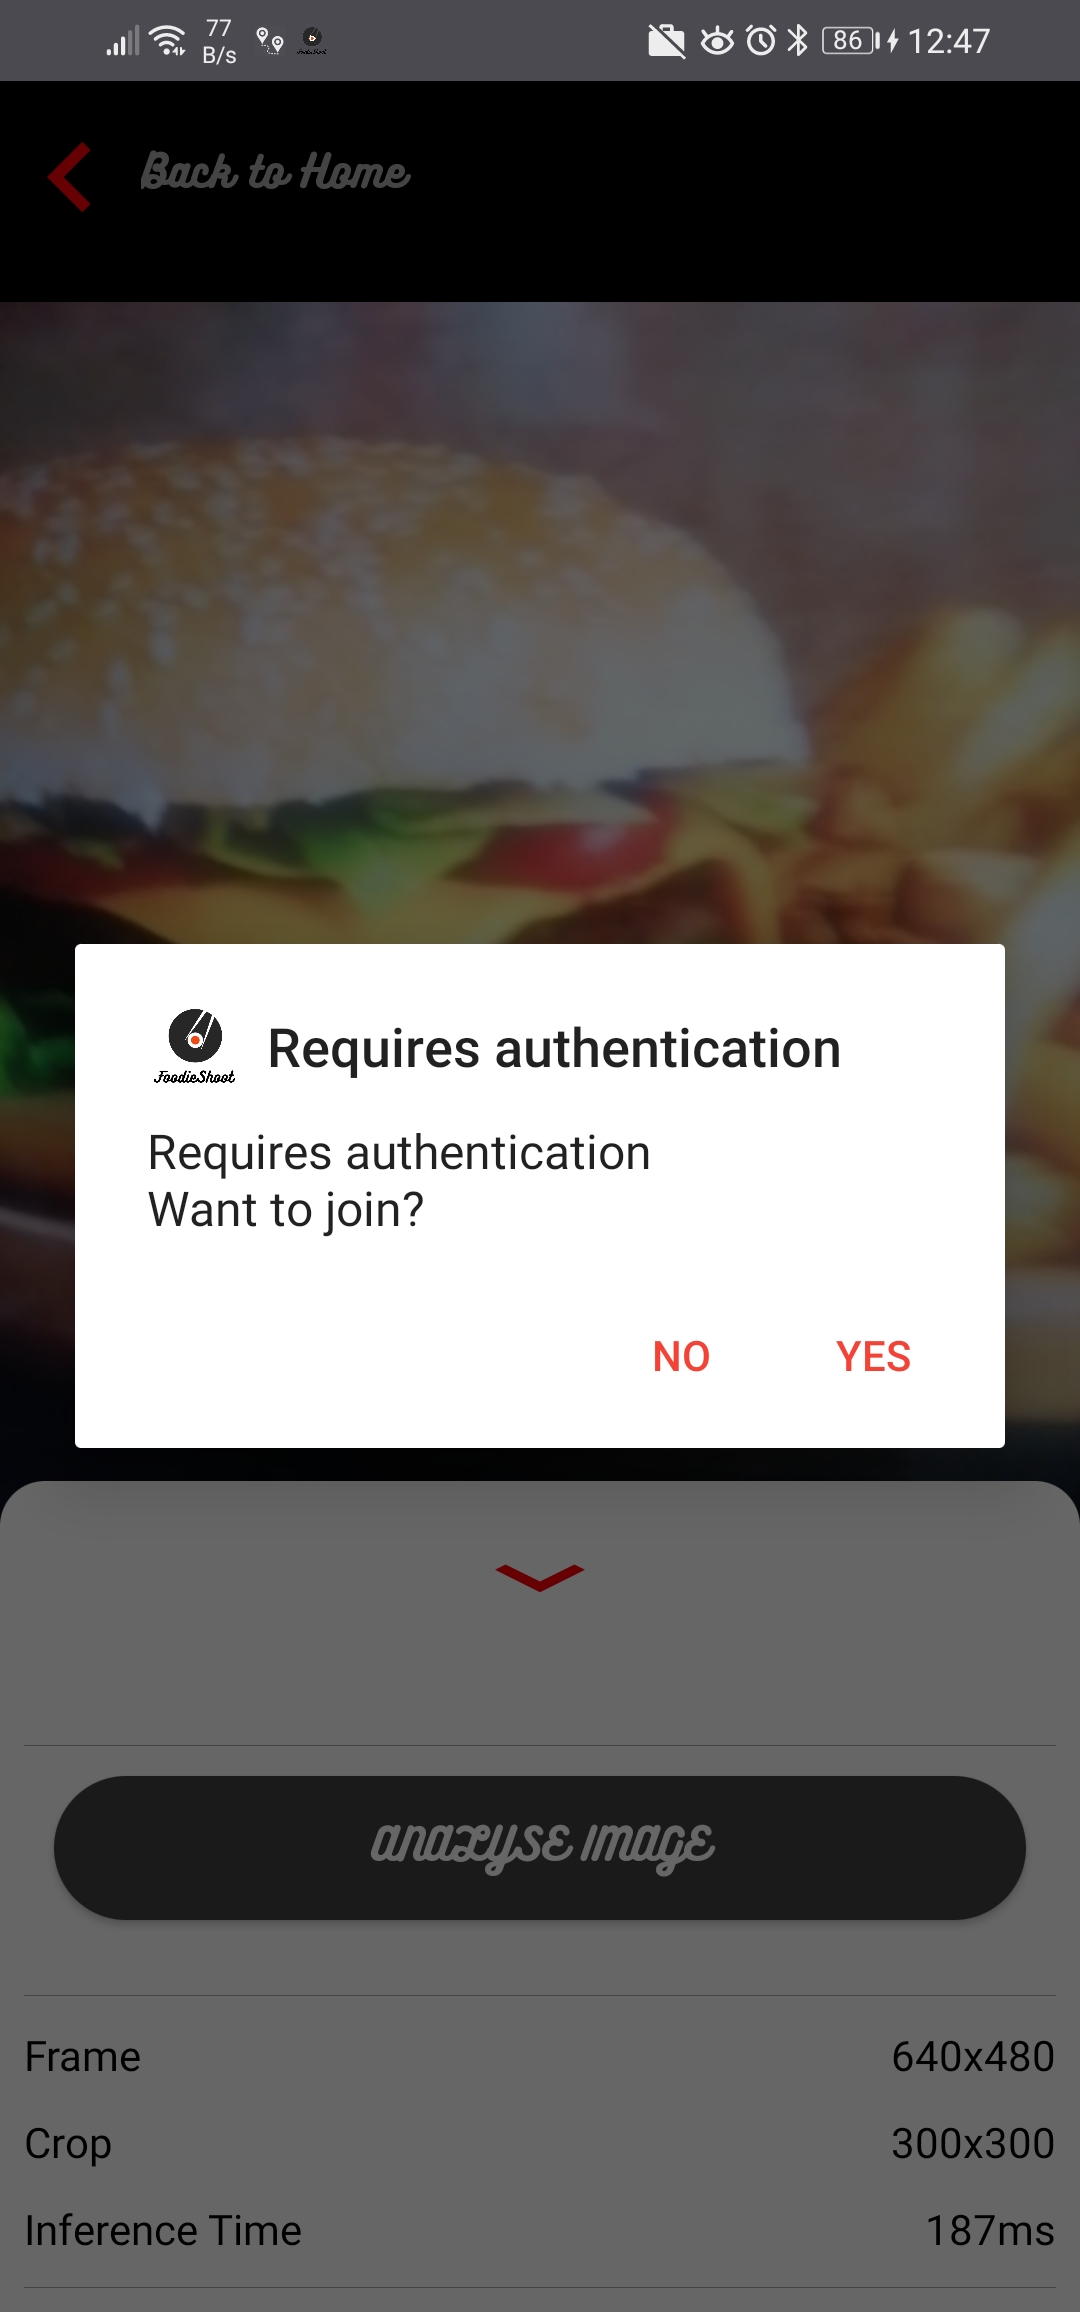 77
B/s
86
12:47
Back to Home
FoodieShoot
Requires authentication
Requires authentication
Want to join?
NO
YES
ANALYSE IMAGE
Frame
640x480
Crop
300x300
Inference Time
187ms